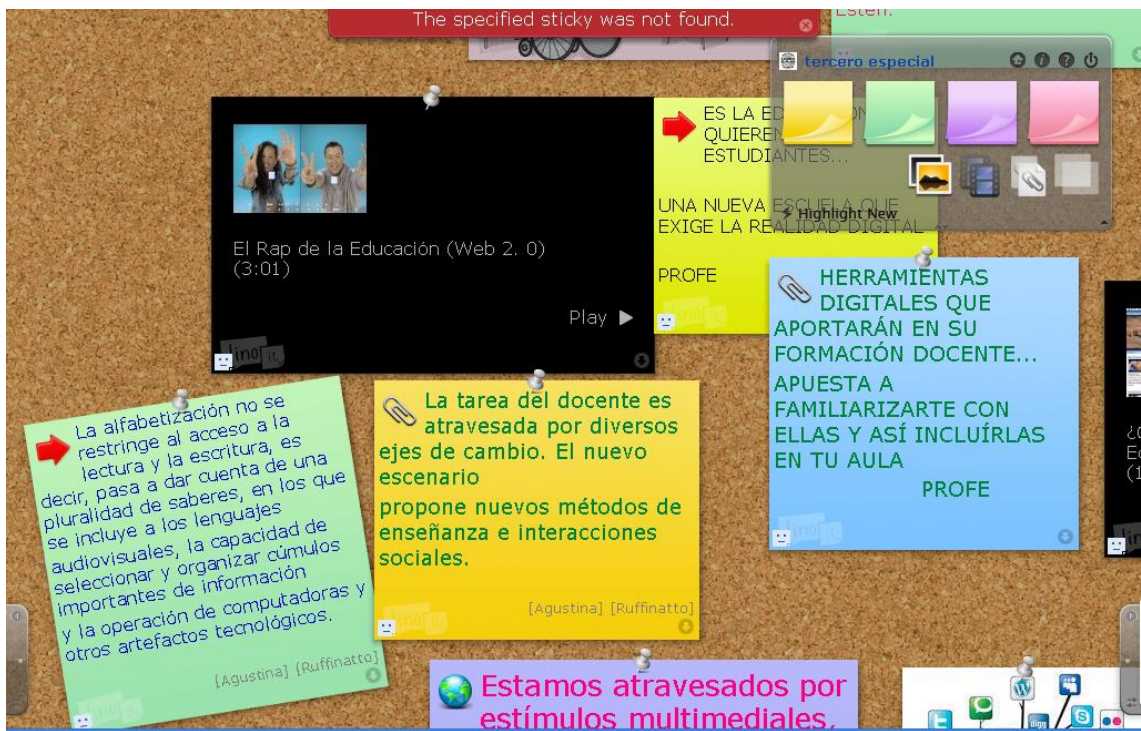 The specified sticky was not found.
Esten.
tercero especial
Highlight New
El Rap de la Educación (Web 2. 0)
(3:01)
Play
lino it
ES LA
QUIEREN
ESTUDIANTES...
UNA NUEVA ESCUELA QUE
EXIGE LA REALIDAD DIGITAL
PROFE
HERRAMIENTAS
DIGITALES QUE
APORTARÁN EN SU
FORMACIÓN DOCENTE...
APUESTA A
FAMILIARIZARTE CON
ELLAS Y ASÍ INCLUÍRLAS
EN TU AULA
PROFE
La alfabetización no se
restringe al acceso a la
lectura y la escritura, es
decir, pasa a dar cuenta de una
pluralidad de saberes, en los que
se incluye a los lenguajes
audiovisuales, la capacidad de
seleccionar y organizar cúmulos
importantes de información
y la operación de computadoras y
otros artefactos tecnológicos.
[Agustina] [Ruffinatto]
La tarea del docente es
atravesada por diversos
ejes de cambio. El nuevo
escenario
propone nuevos métodos de
enseñanza e interacciones
sociales.
[Agustina] [Ruffinatto]
Estamos atravesados por
estímulos multimediales,
digg